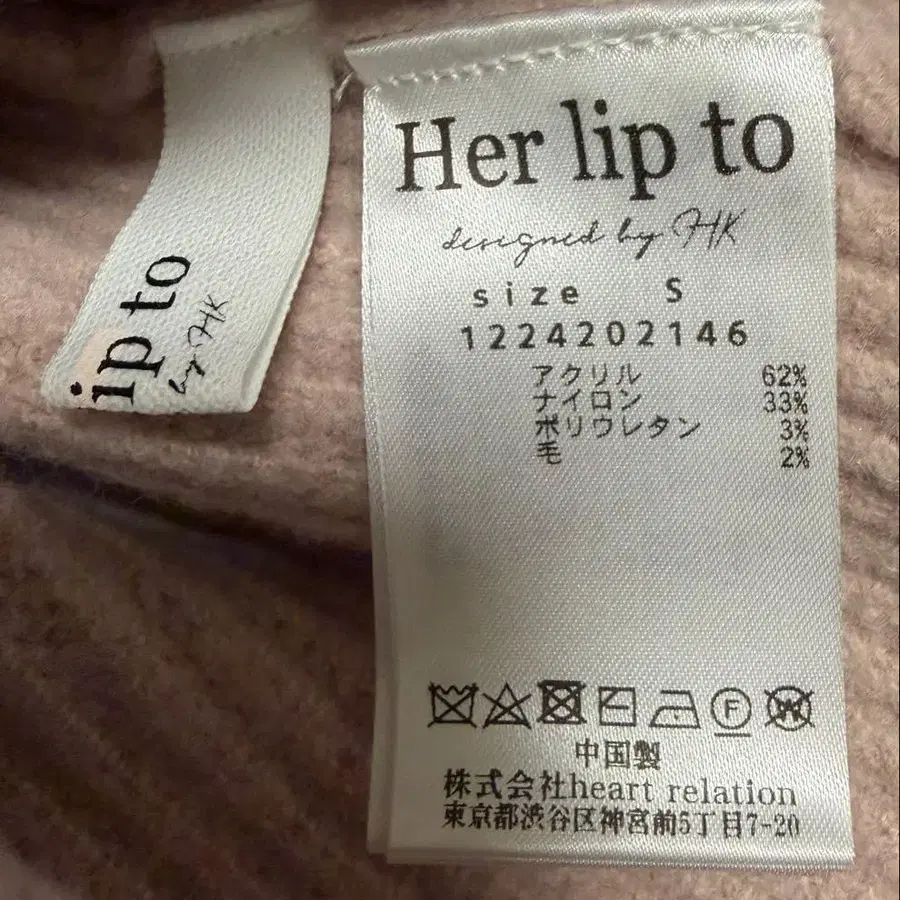 ip to
by HK
Her lip to
designed by HK
size S
1224202146
アクリル 62%
ナイロン 33%
ポリウレタン 3%
毛 2%
F W
中国製
株式会社heart relation
東京都渋谷区神宮前5丁目7-20